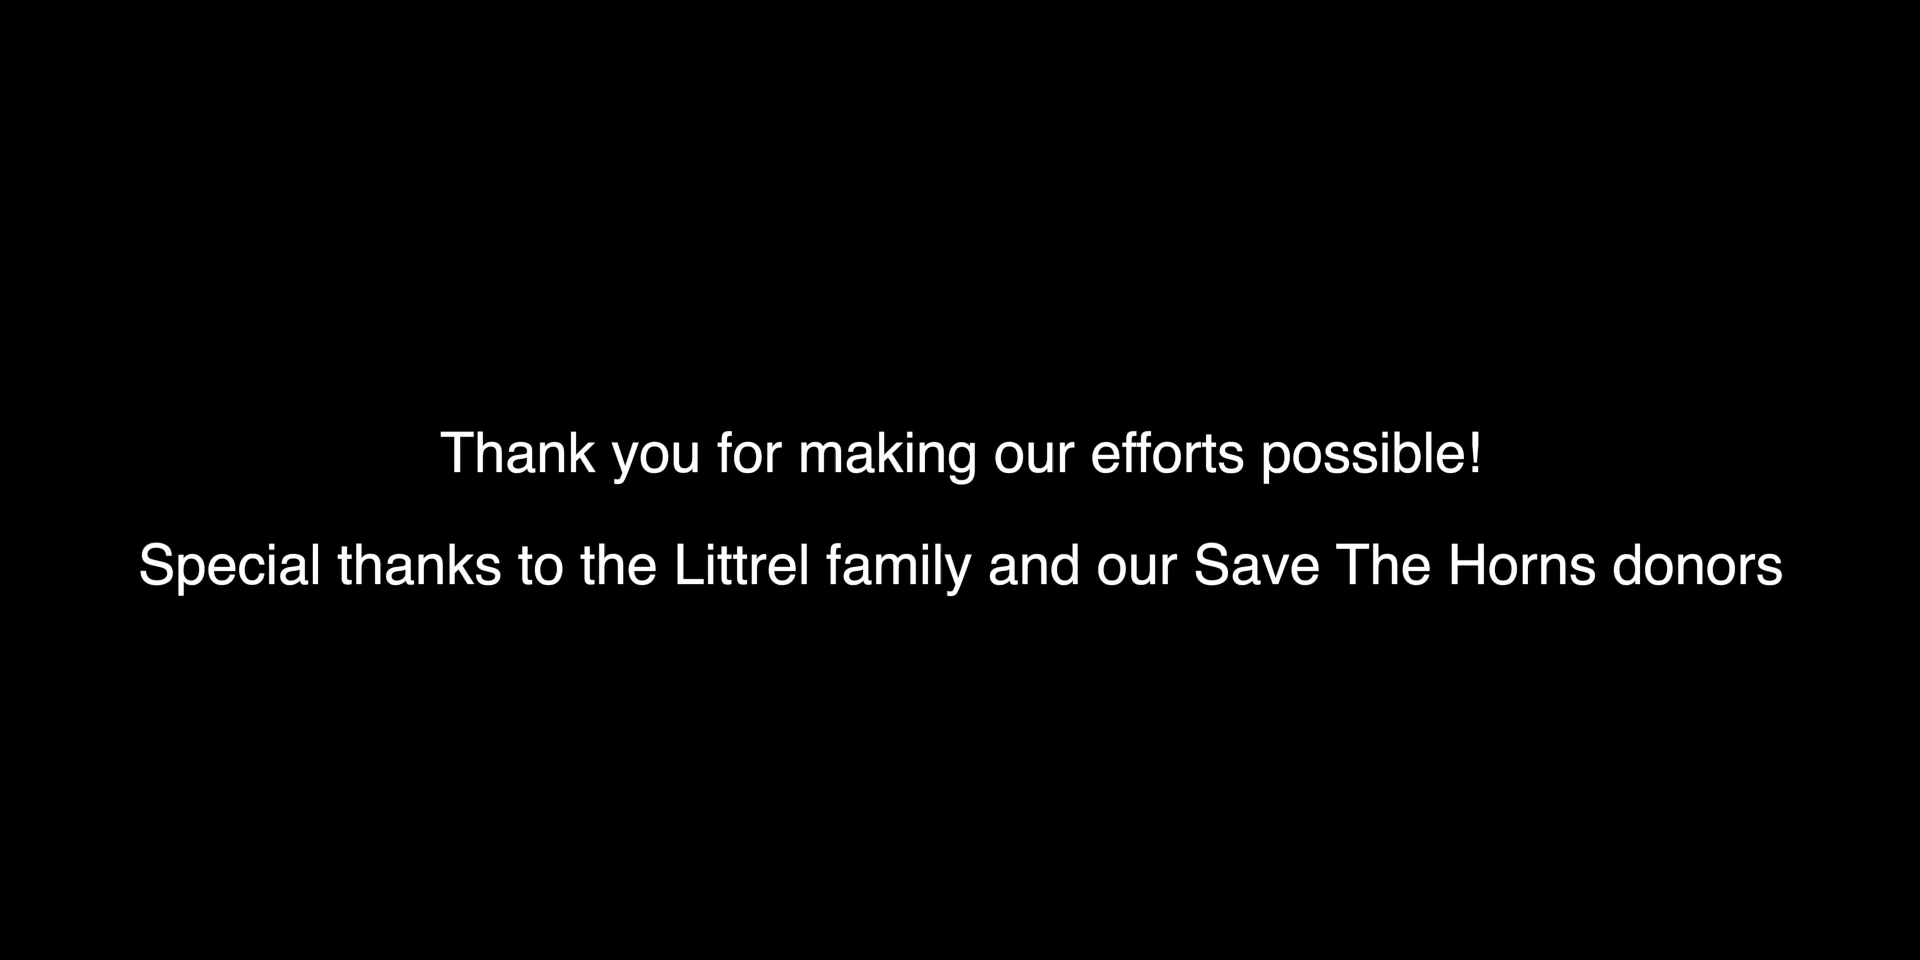 Thank you for making our efforts possible!
Special thanks to the Littrel family and our Save The Horns donors